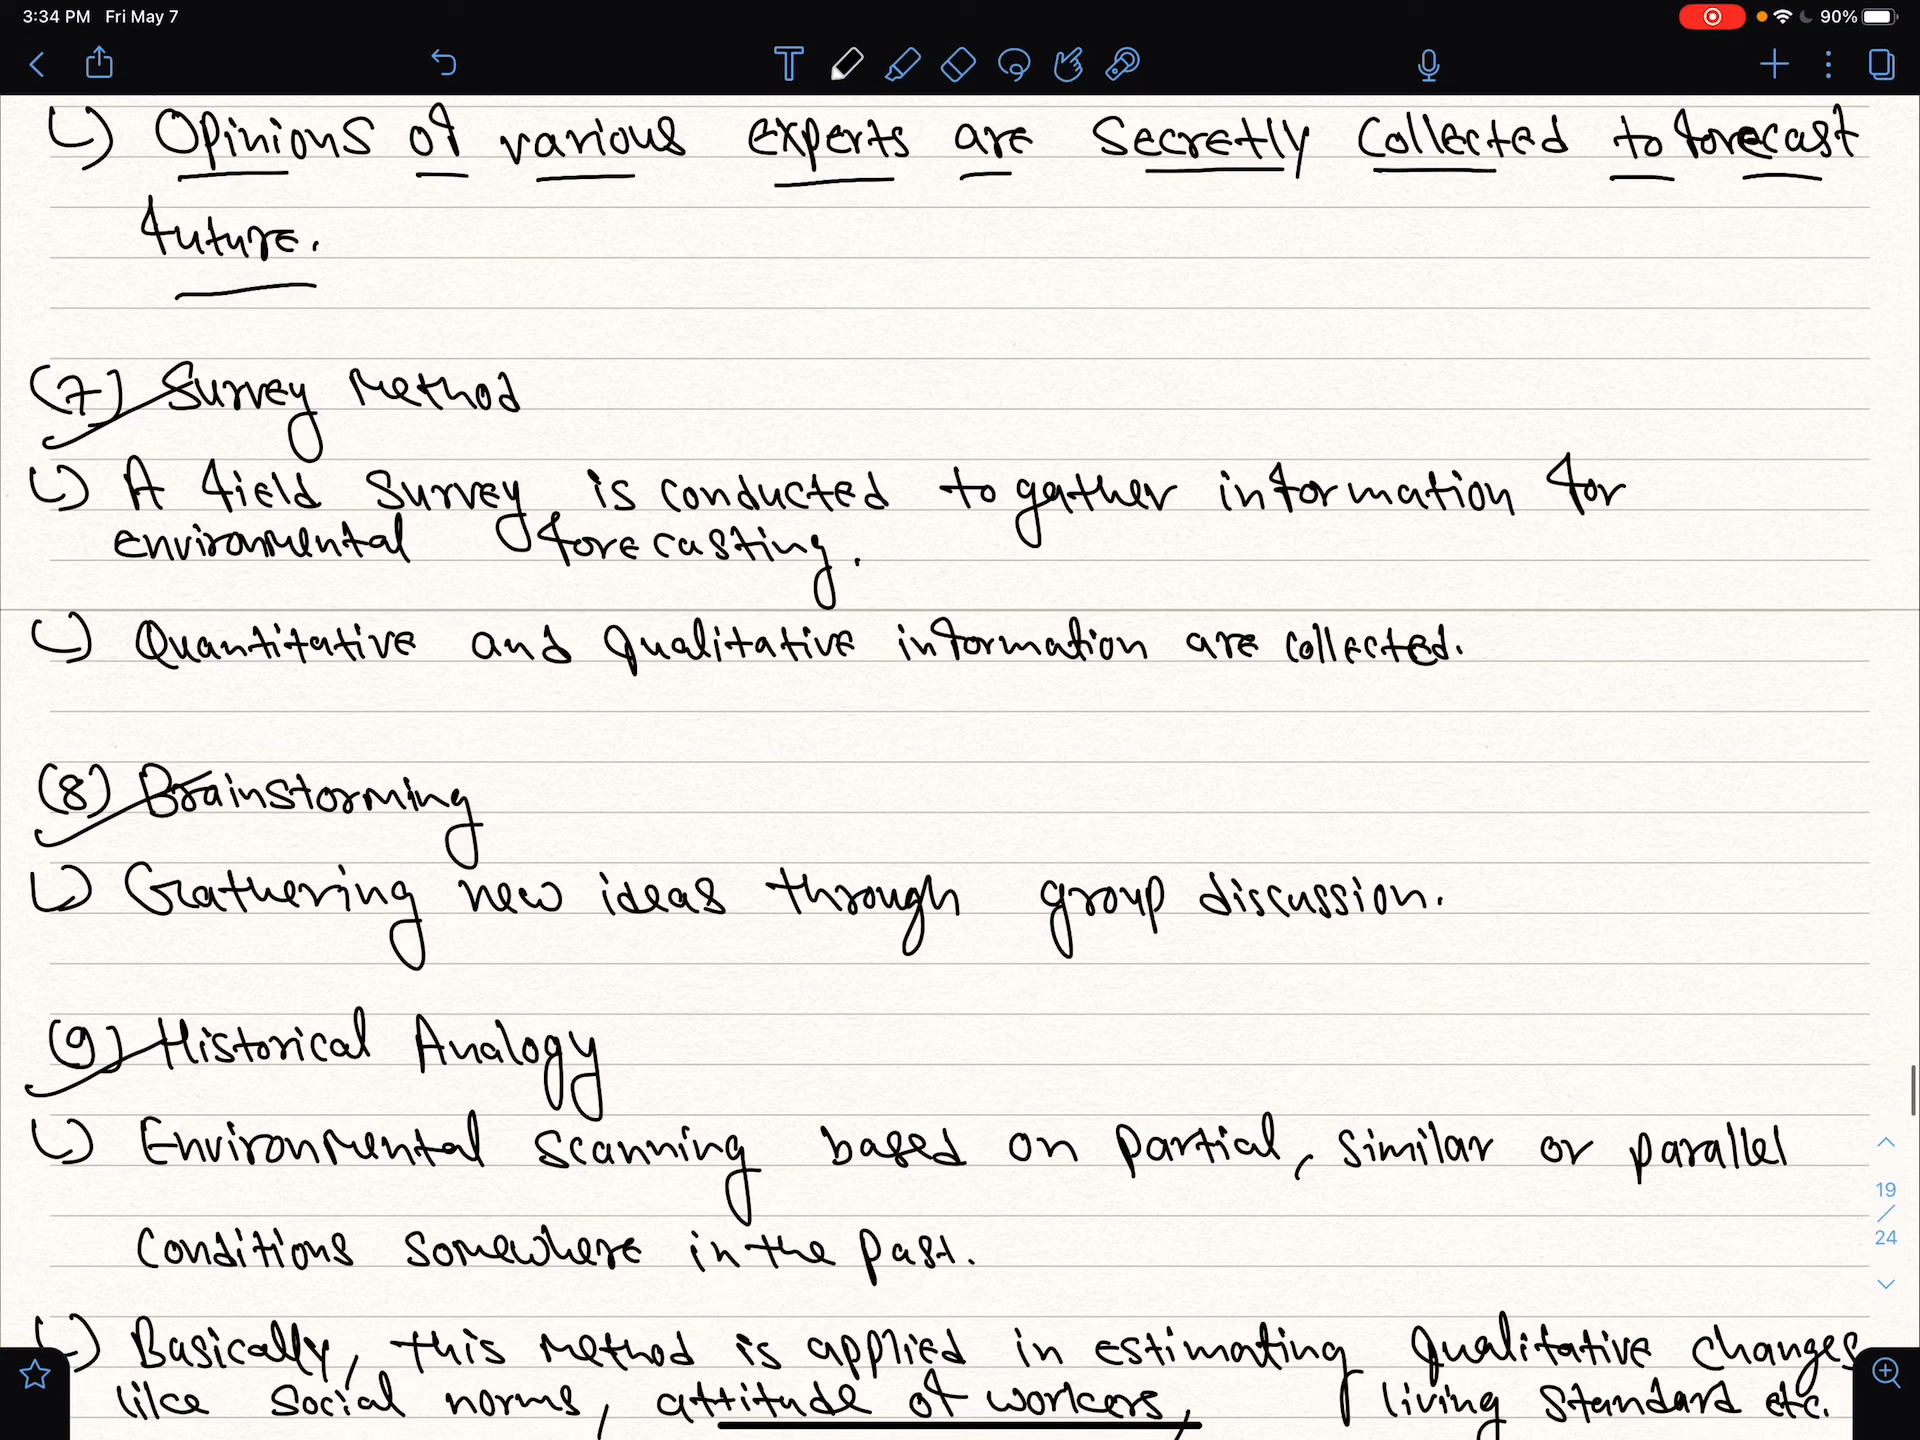 3:34 PM Fri May 7 90%
Opinions of various experts are secretly collected to forecast
future.
(7) Survey Method
A field survey is conducted to gather information for
environmental forecasting.
Quantitative and qualitative information are collected.
(8) Brainstorming
Gathering new ideas through group discussion.
(9) Historical Analogy
Environmental scanning based on partial, similar or parallel
conditions somewhere in the past.
Basically, this method is applied in estimating qualitative changes
like social norms, attitude of workers, living standard etc.
19
/
24